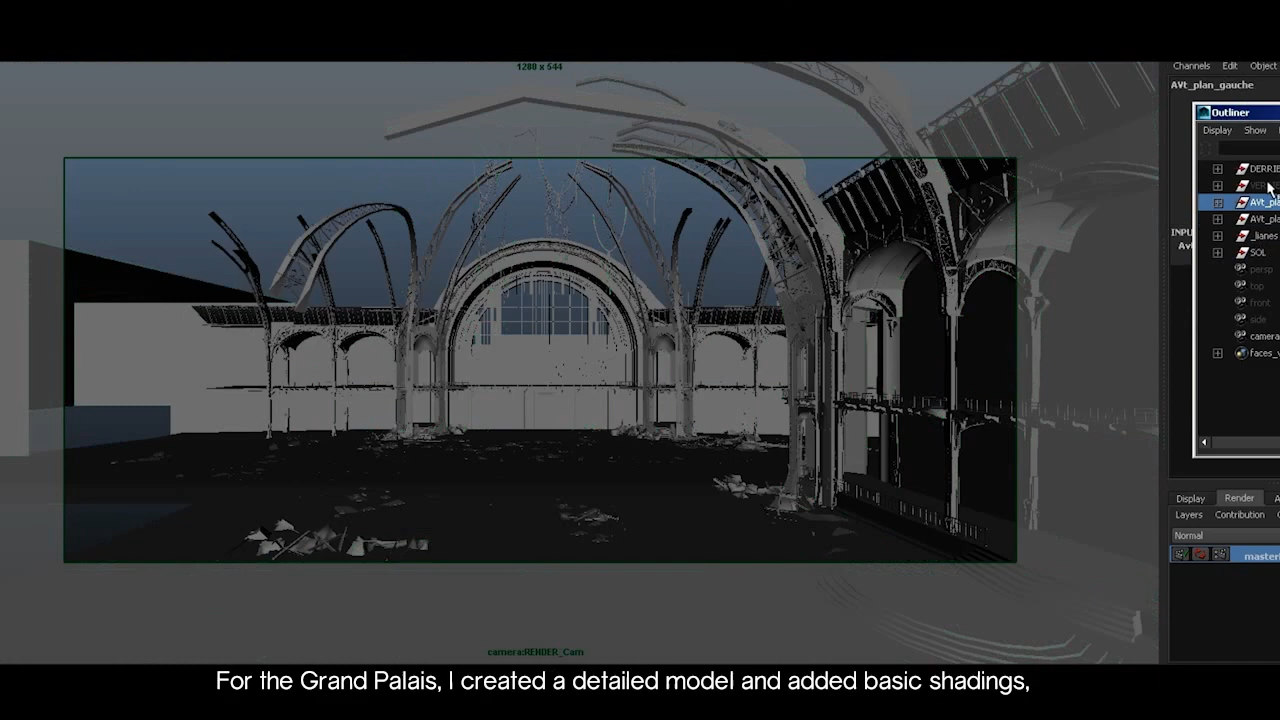 1280 x 544
Channels Edit Object
AVt_plan_gauche
Outliner
Display Show
DERRIE
AVt_pla
INPU
AVt_pla
_lianes
SOL
persp
top
front
side
camera
faces_v
Display Render A
Layers Contribution
Normal
master
camera:RENDER_Cam
For the Grand Palais, I created a detailed model and added basic shadings,